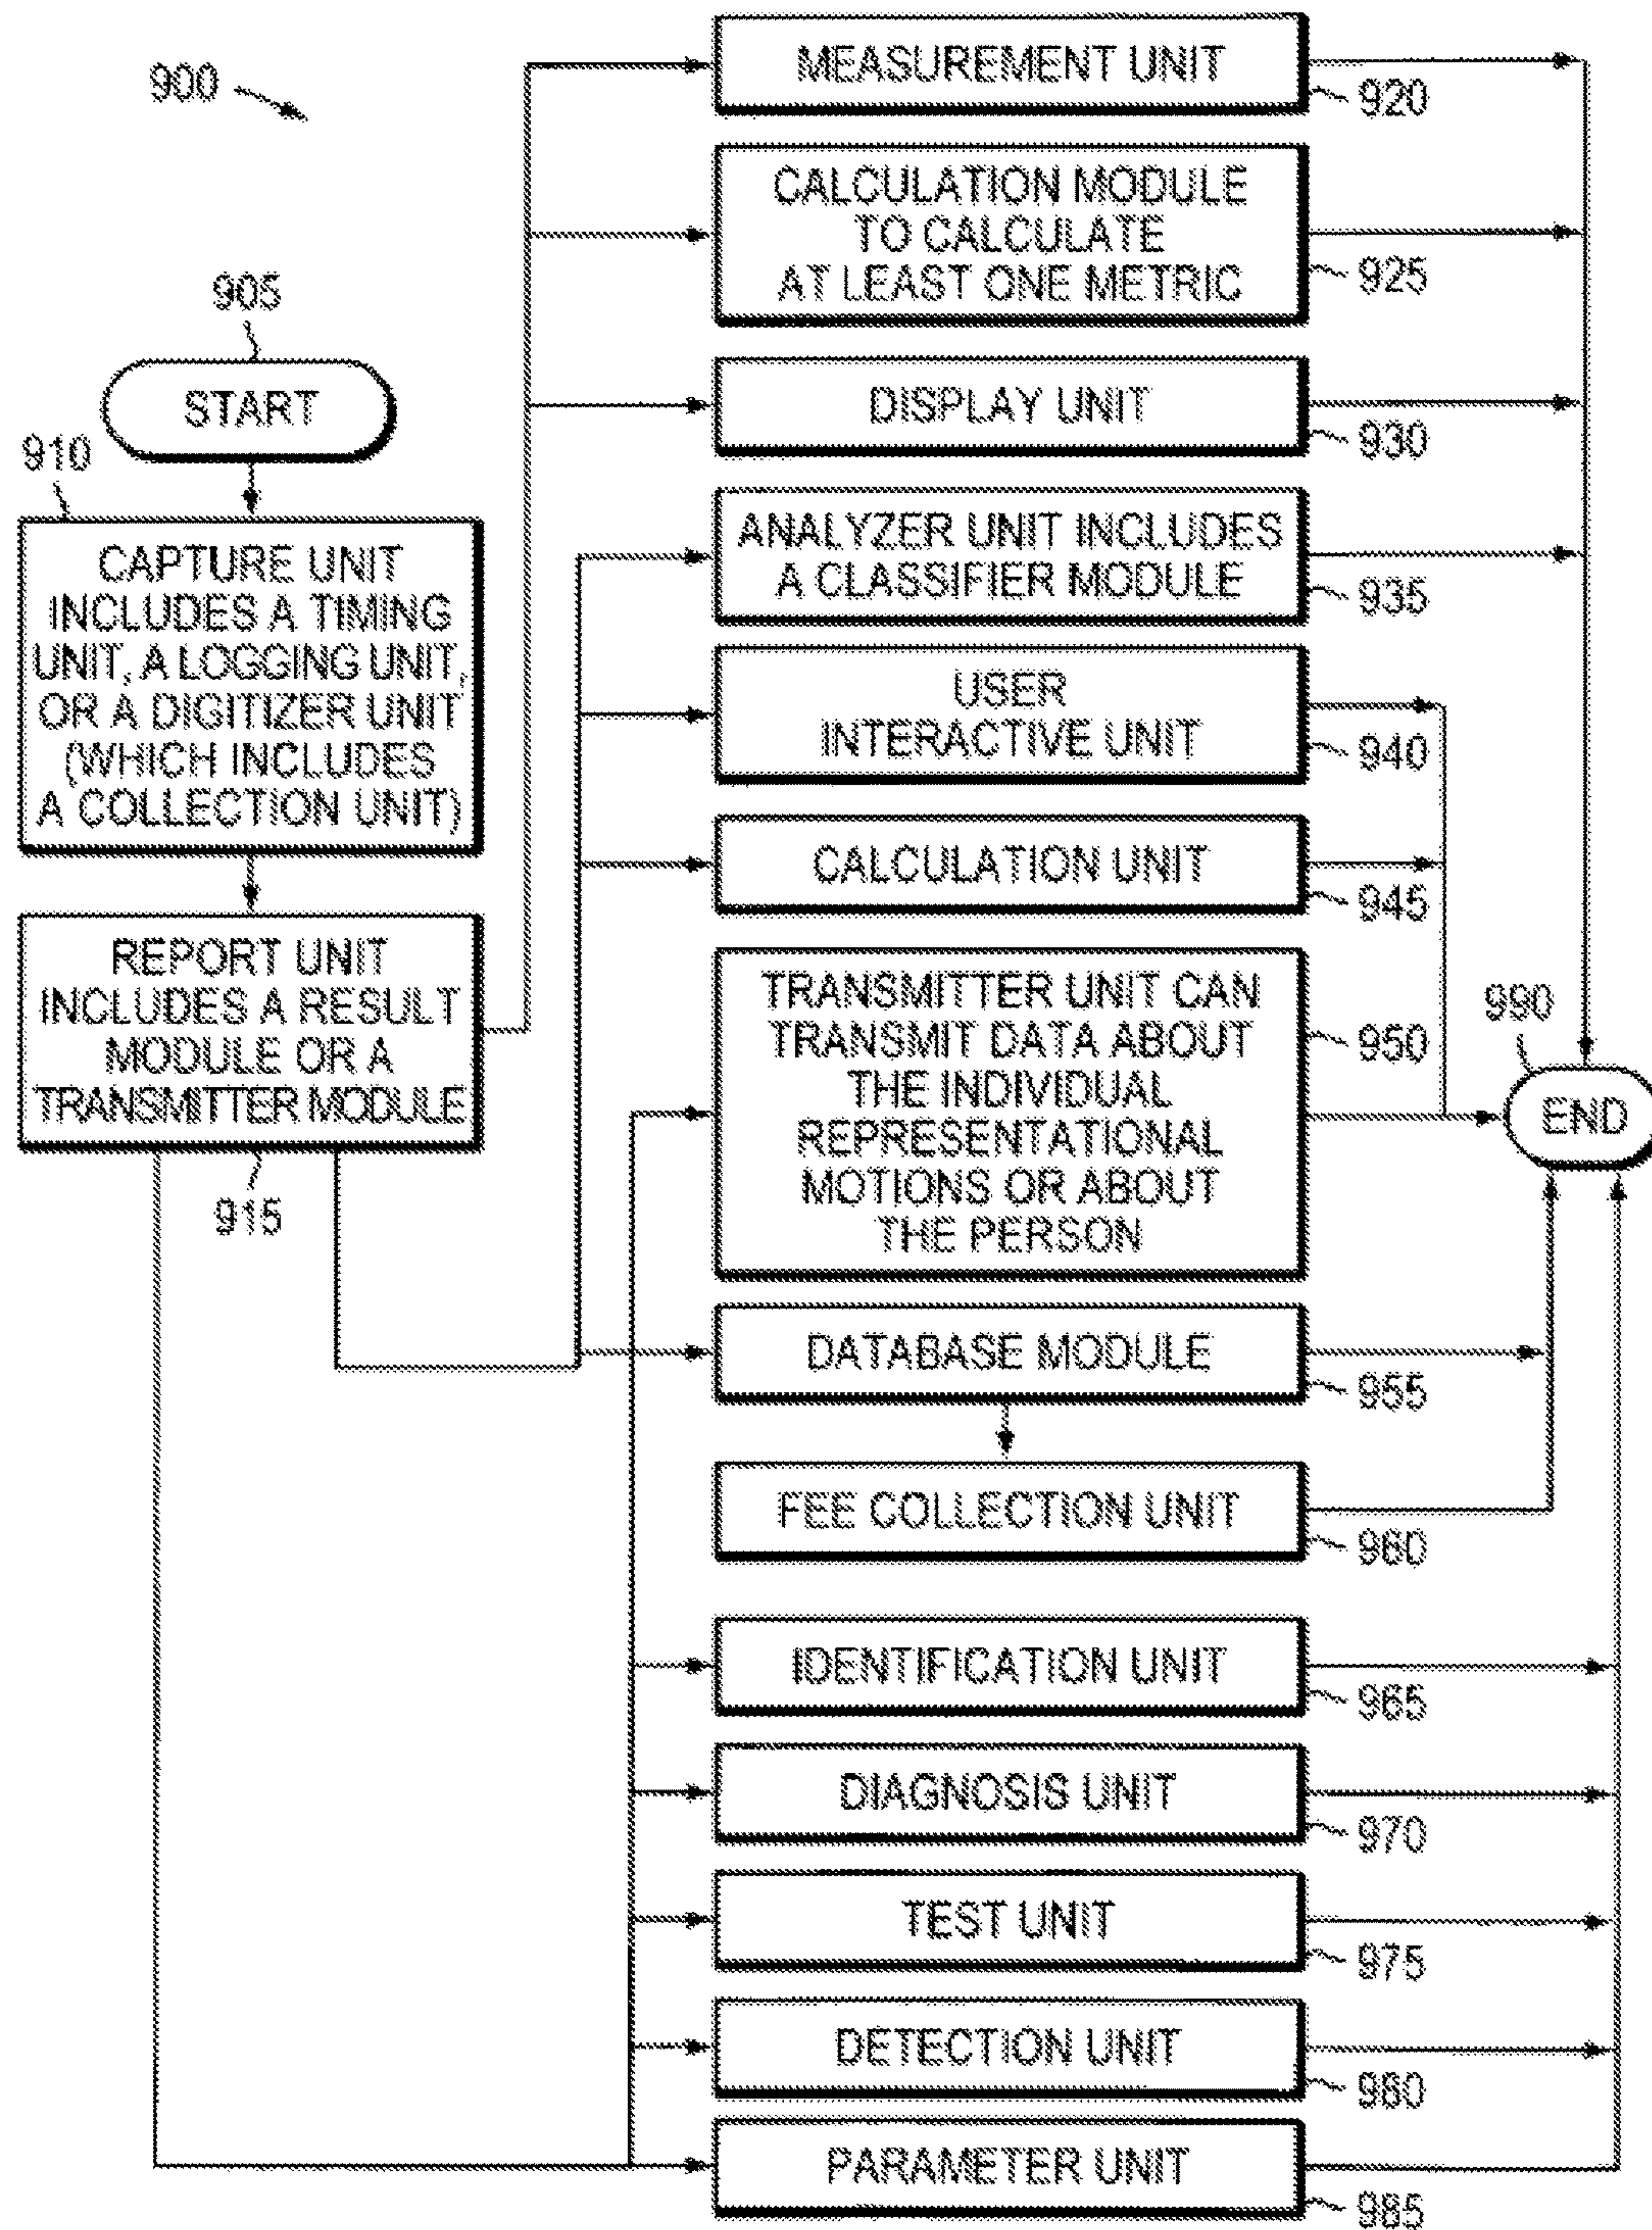 900
905
START
910
CAPTURE UNIT
INCLUDES A TIMING
UNIT, A LOGGING UNIT,
OR A DIGITIZER UNIT
(WHICH INCLUDES
A COLLECTION UNIT)
REPORT UNIT
INCLUDES A RESULT
MODULE OR A
TRANSMITTER MODULE
915
MEASUREMENT UNIT
920
CALCULATION MODULE
TO CALCULATE
AT LEAST ONE METRIC
925
DISPLAY UNIT
930
ANALYZER UNIT INCLUDES
A CLASSIFIER MODULE
935
USER
INTERACTIVE UNIT
940
CALCULATION UNIT
945
TRANSMITTER UNIT CAN
TRANSMIT DATA ABOUT
THE INDIVIDUAL
REPRESENTATIONAL
MOTIONS OR ABOUT
THE PERSON
950
DATABASE MODULE
955
FEE COLLECTION UNIT
960
IDENTIFICATION UNIT
965
DIAGNOSIS UNIT
970
TEST UNIT
975
DETECTION UNIT
980
PARAMETER UNIT
985
990
END